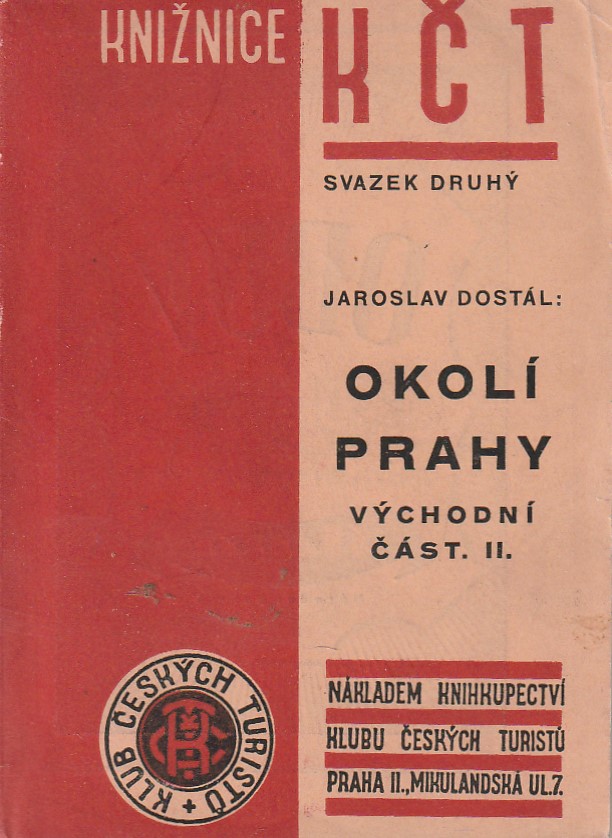 KNIŽNICE KČT
SVAZEK DRUHÝ
JAROSLAV DOSTÁL:
OKOLÍ
PRAHY
VÝCHODNÍ
ČÁST. II.
NÁKLADEM KNIHKUPECTVÍ
KLUBU ČESKÝCH TURISTŮ
PRAHA II., MIKULANDSKÁ UL. 7.
KLUB ČESKÝCH TURISTŮ +